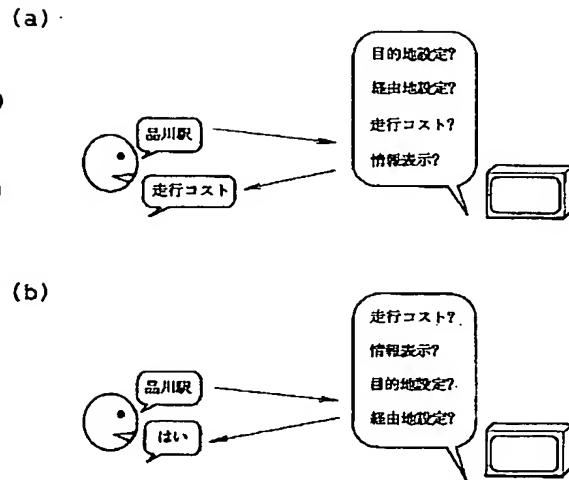 (a)
目的地設定?
経由地設定?
走行コスト?
情報表示?
品川駅
走行コスト
(b)
走行コスト?
情報表示?
目的地設定?
経由地設定?
品川駅
はい